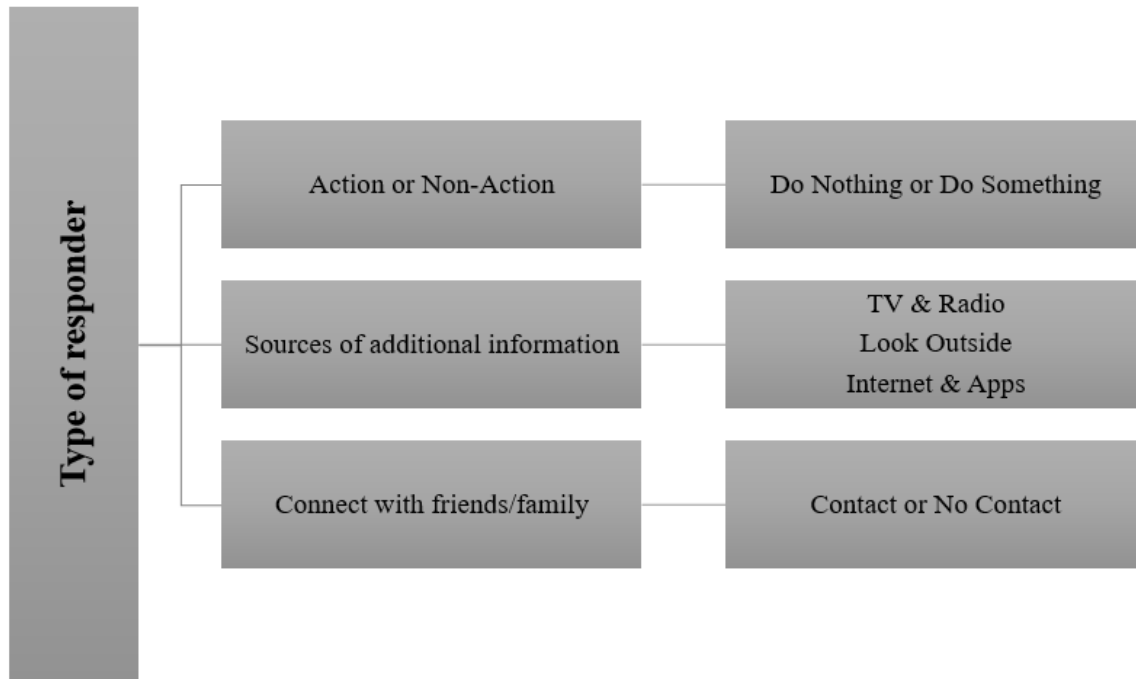 Type of responder
Action or Non-Action
Do Nothing or Do Something
Sources of additional information
TV & Radio
Look Outside
Internet & Apps
Connect with friends/family
Contact or No Contact